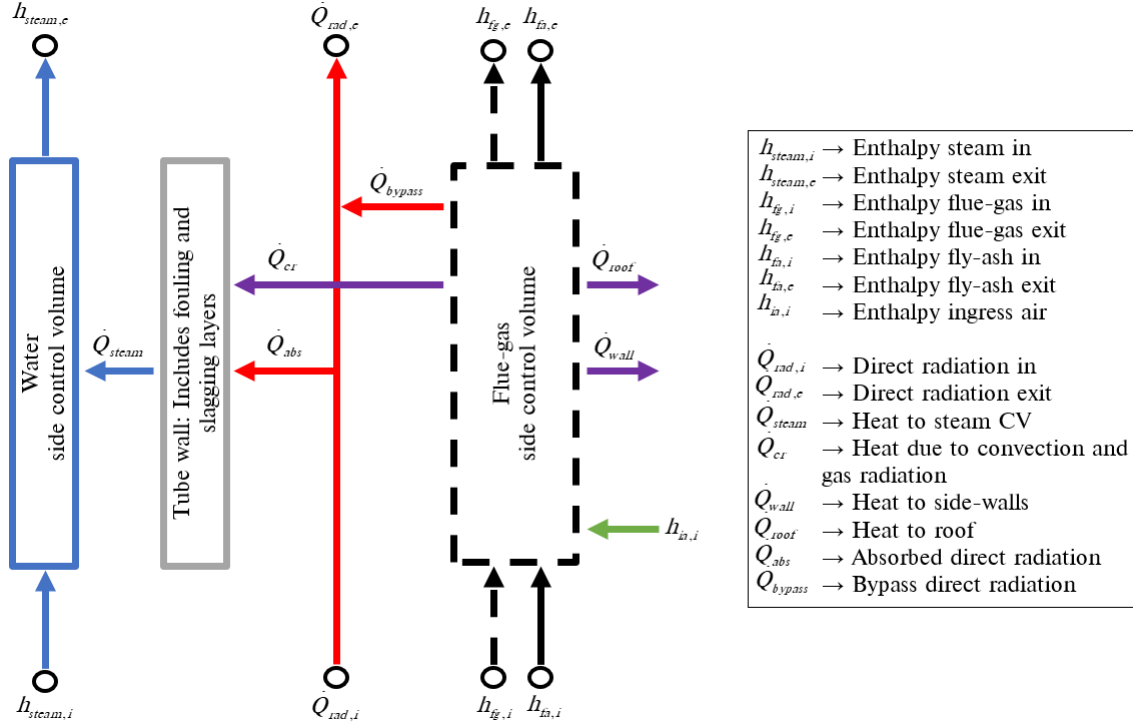 h_steam,e
Q̇_rad,e
h_fg,e h_fa,e
Q̇_bypass
Q̇_cr
Q̇_roof
Q̇_steam
Q̇_abs
Q̇_wall
Water
side control volume
Tube wall: Includes fouling and
slagging layers
Flue-gas
side control volume
h_ia,i
h_steam,i
Q̇_rad,i
h_fg,i h_fa,i
h_steam,i → Enthalpy steam in
h_steam,e → Enthalpy steam exit
h_fg,i → Enthalpy flue-gas in
h_fg,e → Enthalpy flue-gas exit
h_fa,i → Enthalpy fly-ash in
h_fa,e → Enthalpy fly-ash exit
h_ia,i → Enthalpy ingress air
Q̇_rad,i → Direct radiation in
Q̇_rad,e → Direct radiation exit
Q̇_steam → Heat to steam CV
Q̇_cr → Heat due to convection and
gas radiation
Q̇_wall → Heat to side-walls
Q̇_roof → Heat to roof
Q̇_abs → Absorbed direct radiation
Q̇_bypass → Bypass direct radiation